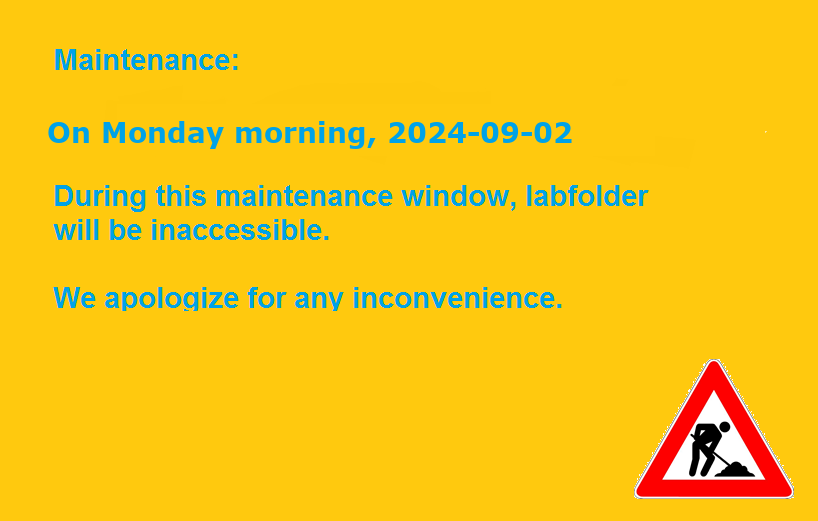 Maintenance:
On Monday morning, 2024-09-02
During this maintenance window, labfolder
will be inaccessible.
We apologize for any inconvenience.